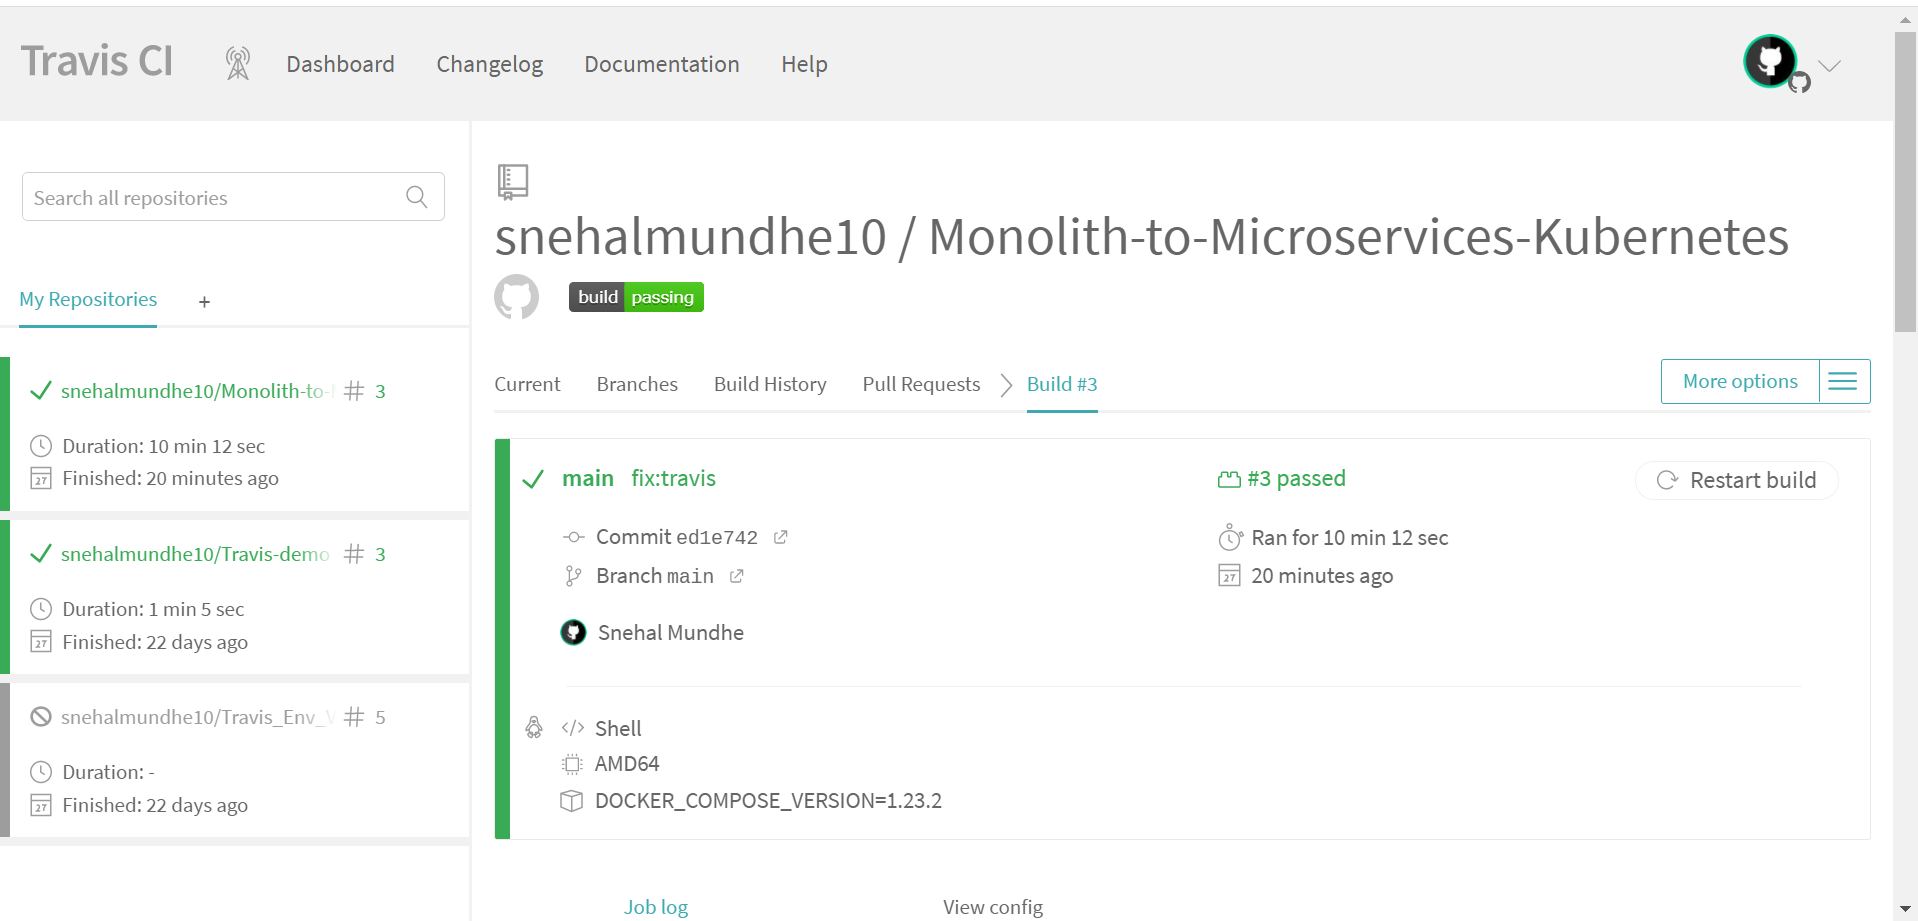 Travis CI
Dashboard Changelog Documentation Help
Search all repositories
My Repositories +
snehalmundhe10/Monolith-to- # 3
Duration: 10 min 12 sec
27 Finished: 20 minutes ago
snehalmundhe10/Travis-demo # 3
Duration: 1 min 5 sec
27 Finished: 22 days ago
snehalmundhe10/Travis_Env_V # 5
Duration: -
27 Finished: 22 days ago
snehalmundhe10 / Monolith-to-Microservices-Kubernetes
build passing
Current Branches Build History Pull Requests Build #3
More options
main fix:travis
Commit ed1e742
Branch main
Snehal Mundhe
#3 passed
Ran for 10 min 12 sec
27 20 minutes ago
Restart build
</> Shell
AMD64
DOCKER_COMPOSE_VERSION=1.23.2
Job log View config